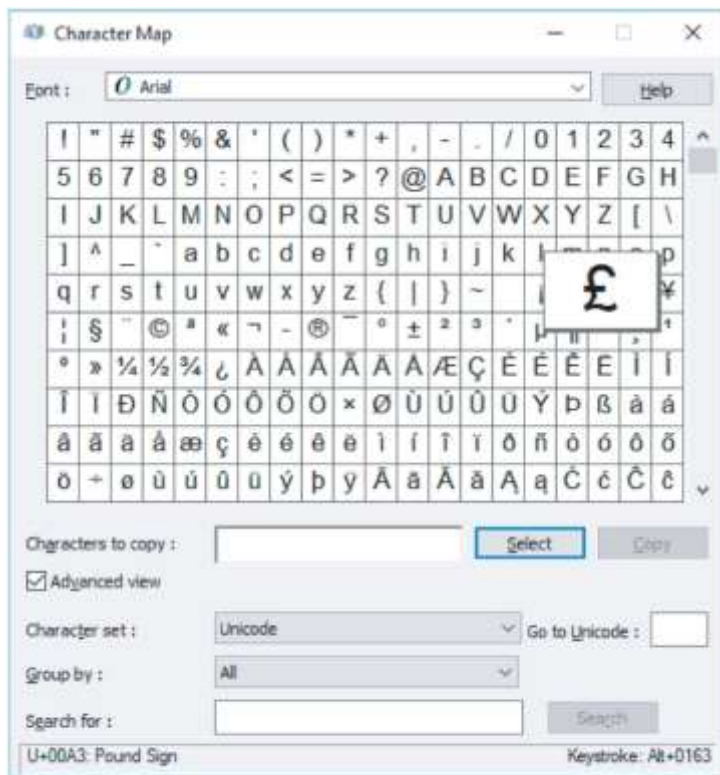 Character Map
Font : O Arial Help
! " # $ % & ' ( ) * + , - . / 0 1 2 3 4
5 6 7 8 9 : ; < = > ? @ A B C D E F G H
I J K L M N O P Q R S T U V W X Y Z [ \
] ^ _ ` a b c d e f g h i j k p
q r s t u v w x y z { | } ~ £ ¥
¦ § ¨ © ª « ¬ - ® ¯ ° ± ² ³ ´ ¹
º » ¼ ½ ¾ ¿ À Á Â Ã Ä Å Æ Ç È É Ê Ë Ì Í
Î Ï Ð Ñ Ò Ó Ô Õ Ö × Ø Ù Ú Û Ü Ý Þ ß à á
â ã ä å æ ç è é ê ë ì í î ï ð ñ ò ó ô õ
ö ÷ ø ù ú û ü ý þ ÿ Ā ā Ă ă Ą ą Ć ć Ĉ ĉ
Characters to copy : Select Copy
Advanced view
Character set : Unicode Go to Unicode :
Group by : All
Search for : Search
U+00A3: Pound Sign Keystroke: Alt+0163